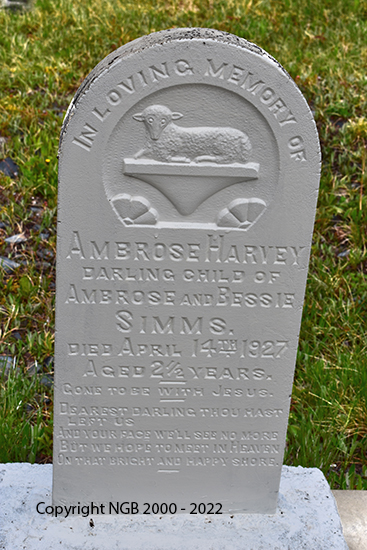 IN LOVING MEMORY OF
AMBROSE HARVEY
DARLING CHILD OF
AMBROSE AND BESSIE
SIMMS.
DIED APRIL 14TH 1927
AGED 2½ YEARS.
GONE TO BE WITH JESUS.
DEAREST DARLING THOU HAST
LEFT US
AND YOUR FACE WE'LL SEE NO MORE
BUT WE HOPE TO MEET IN HEAVEN
ON THAT BRIGHT AND HAPPY SHORE.
Copyright NGB 2000 - 2022